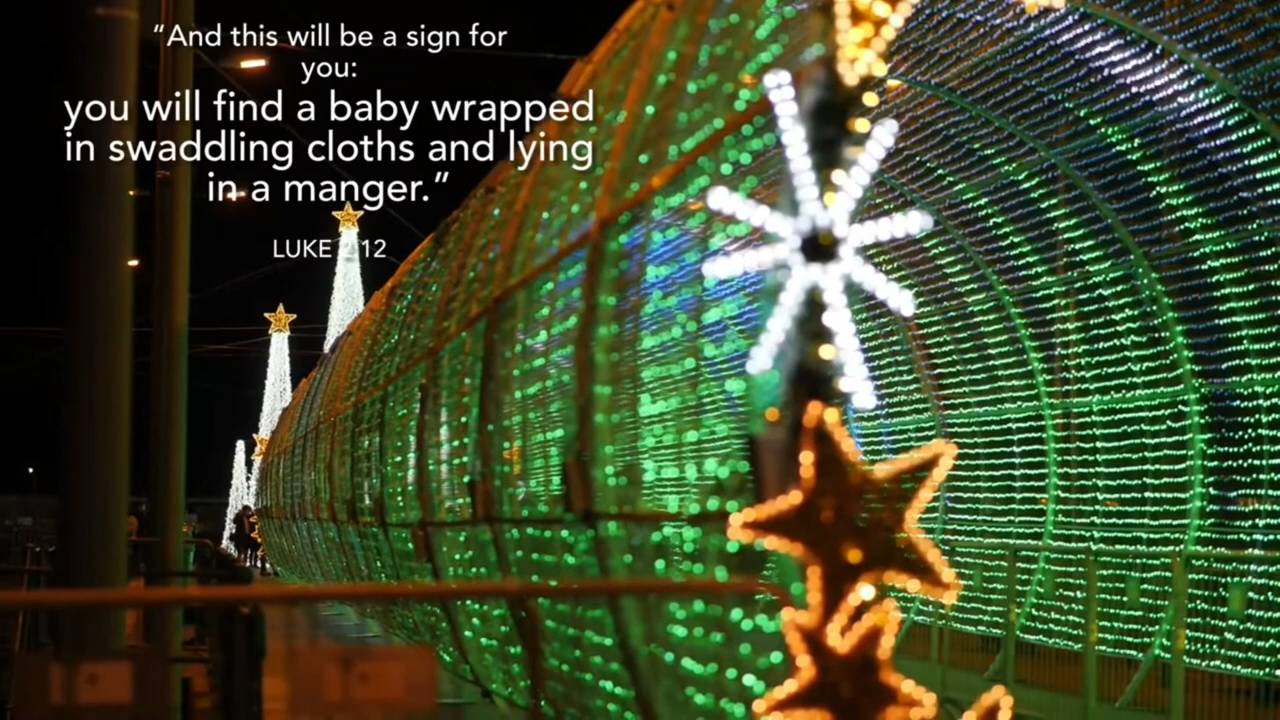 “And this will be a sign for
you:
you will find a baby wrapped
in swaddling cloths and lying
in a manger.”
LUKE 2:12